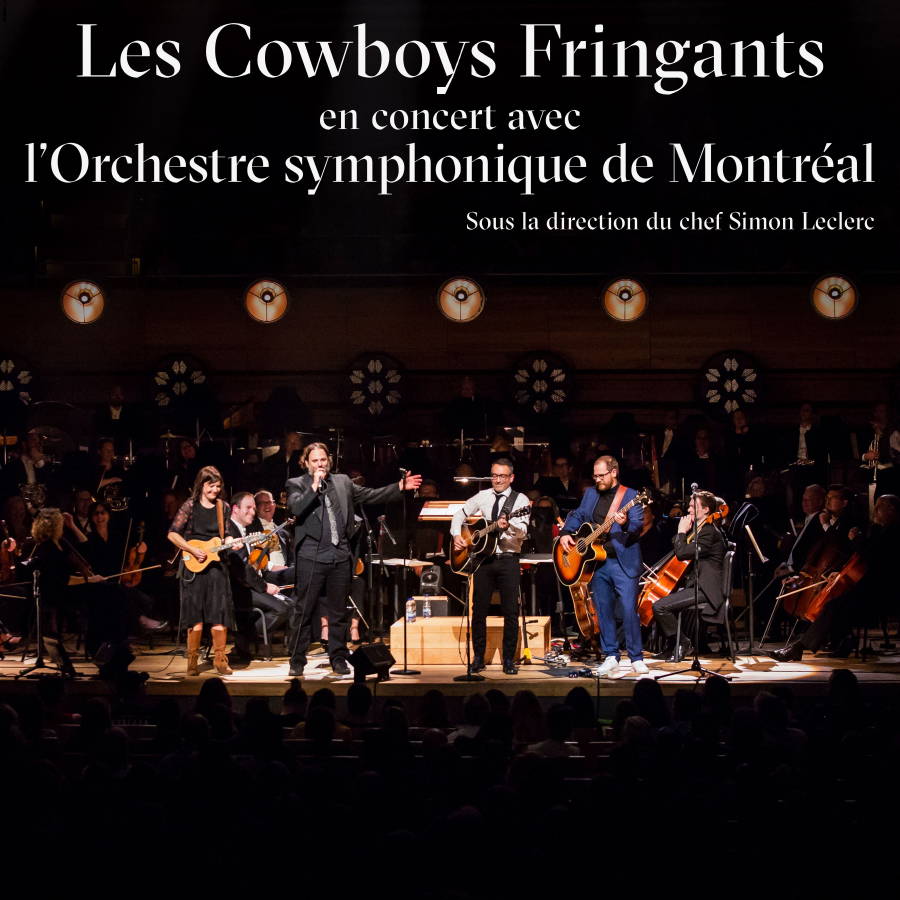 Les Cowboys Fringants
en concert avec
l’Orchestre symphonique de Montréal
Sous la direction du chef Simon Leclerc